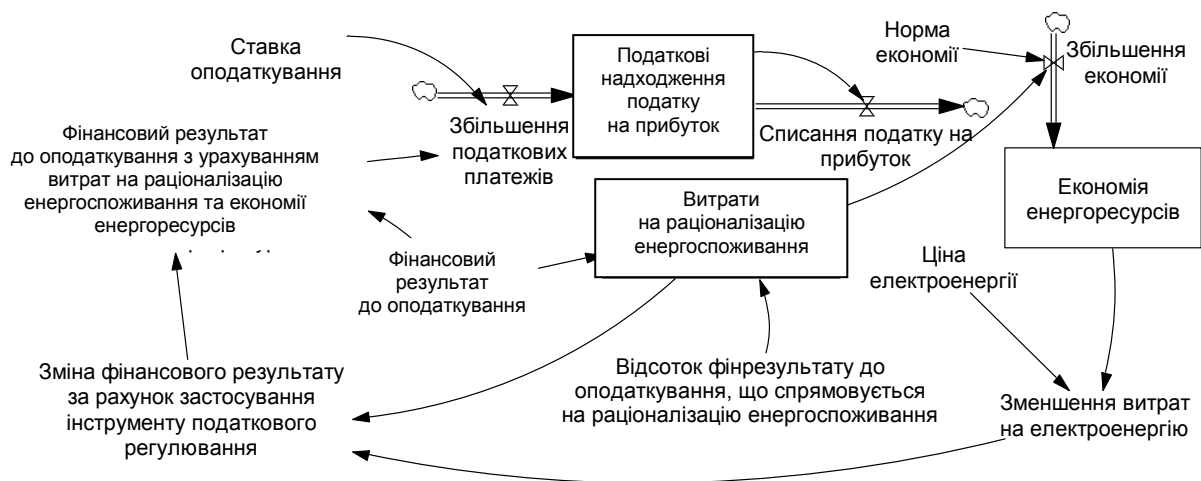 Ставка
оподаткування
Податкові
надходження
податку
на прибуток
Норма
економії
Збільшення
економії
Збільшення
податкових
платежів
Списання податку на
прибуток
Фінансовий результат
до оподаткування з урахуванням
витрат на раціоналізацію
енергоспоживання та економії
енергоресурсів
Витрати
на раціоналізацію
енергоспоживання
Економія
енергоресурсів
Фінансовий
результат
до оподаткування
Ціна
електроенергії
Зміна фінансового результату
за рахунок застосування
інструменту податкового
регулювання
Відсоток фінрезультату до
оподаткування, що спрямовується
на раціоналізацію енергоспоживання
Зменшення витрат
на електроенергію